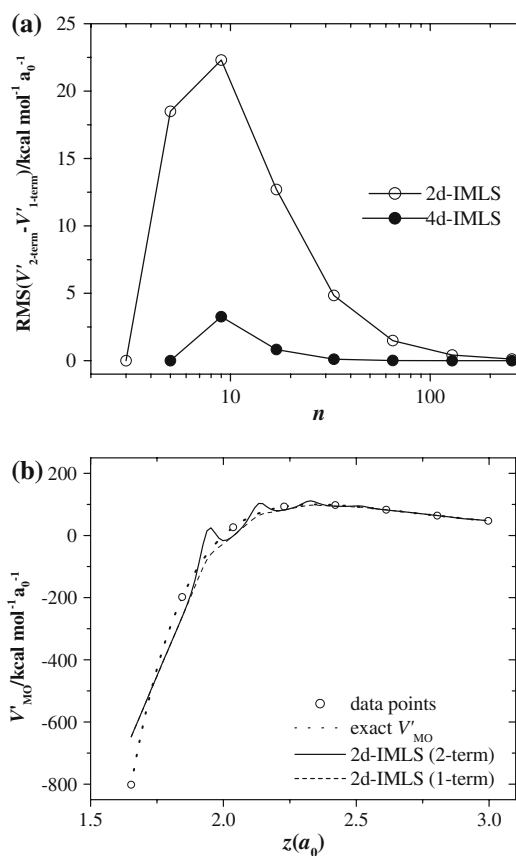 (a)
25
20
15
10
5
0
RMS(V'2-term-V'1-term)/kcal mol-1 a0-1
2d-IMLS
4d-IMLS
10
100
n
(b)
200
0
-200
-400
-600
-800
V'MO/kcal mol-1 a0-1
data points
exact V'MO
2d-IMLS (2-term)
2d-IMLS (1-term)
1.5
2.0
2.5
3.0
z(a0)